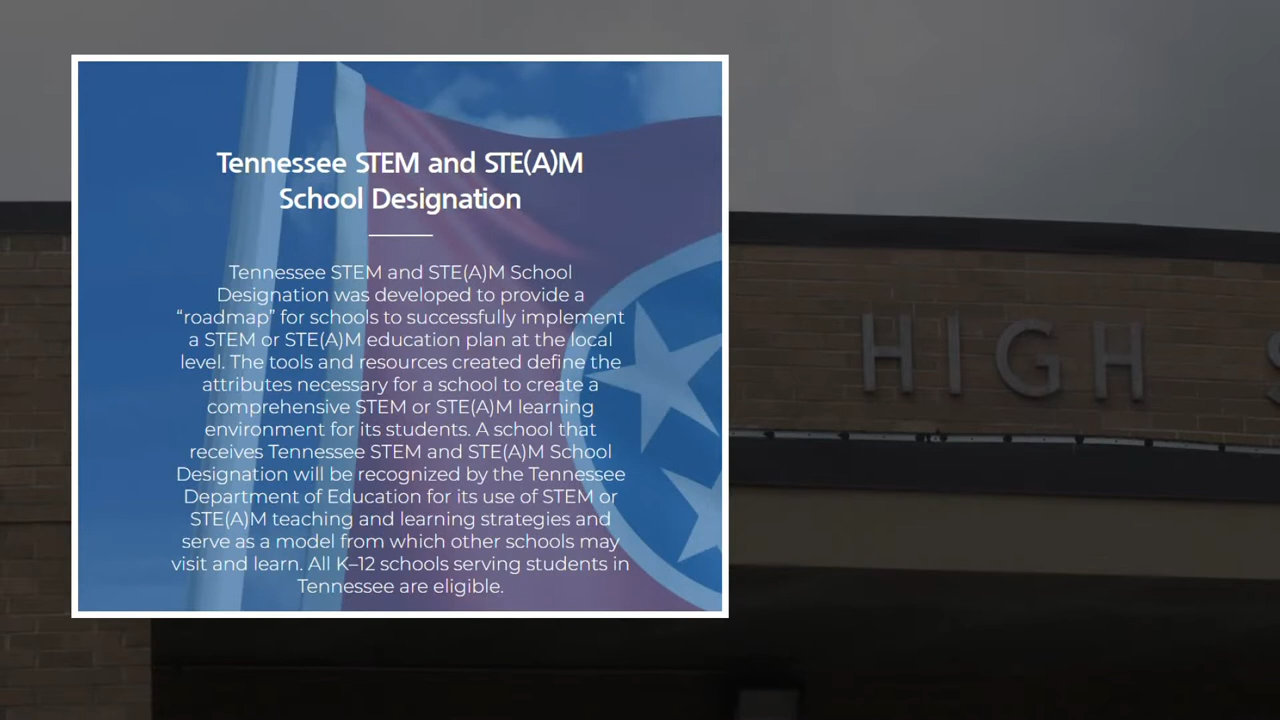 Tennessee STEM and STE(A)M
School Designation
Tennessee STEM and STE(A)M School
Designation was developed to provide a
“roadmap” for schools to successfully implement
a STEM or STE(A)M education plan at the local
level. The tools and resources created define the
attributes necessary for a school to create a
comprehensive STEM or STE(A)M learning
environment for its students. A school that
receives Tennessee STEM and STE(A)M School
Designation will be recognized by the Tennessee
Department of Education for its use of STEM or
STE(A)M teaching and learning strategies and
serve as a model from which other schools may
visit and learn. All K–12 schools serving students in
Tennessee are eligible.
HIGH